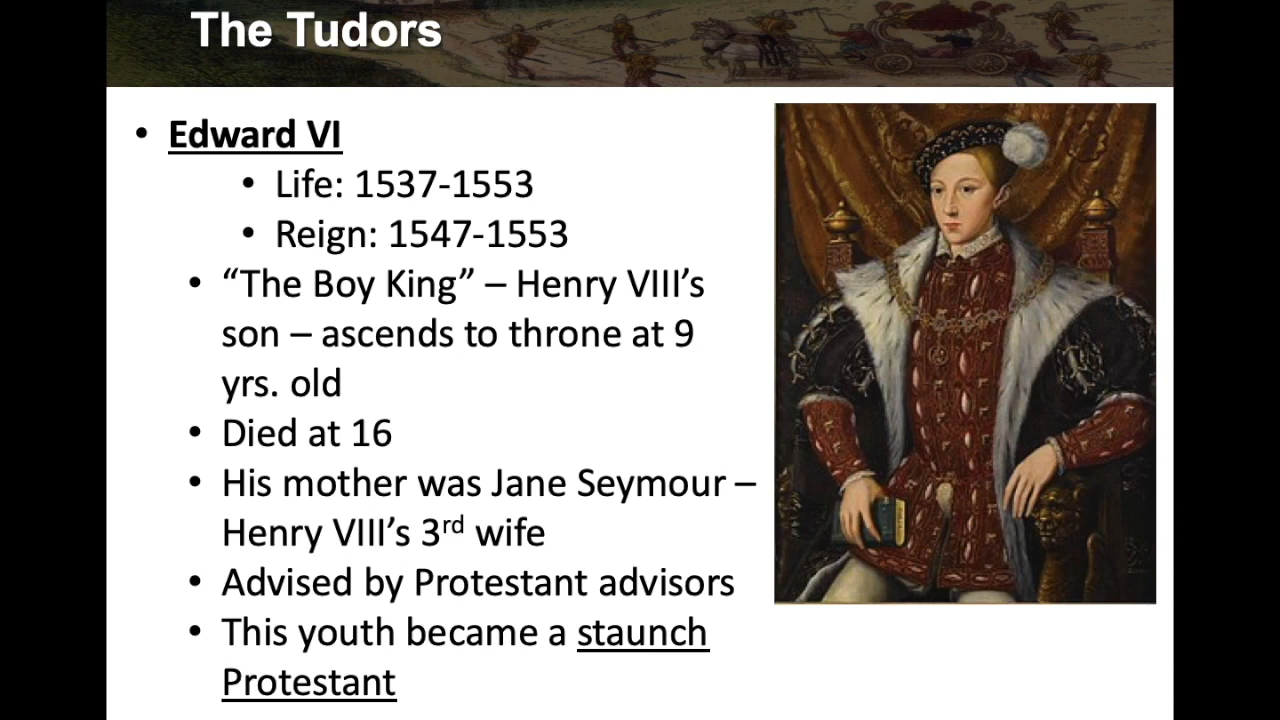 The Tudors
• Edward VI
• Life: 1537-1553
• Reign: 1547-1553
• “The Boy King” – Henry VIII’s
son – ascends to throne at 9
yrs. old
• Died at 16
• His mother was Jane Seymour –
Henry VIII’s 3rd wife
• Advised by Protestant advisors
• This youth became a staunch
Protestant